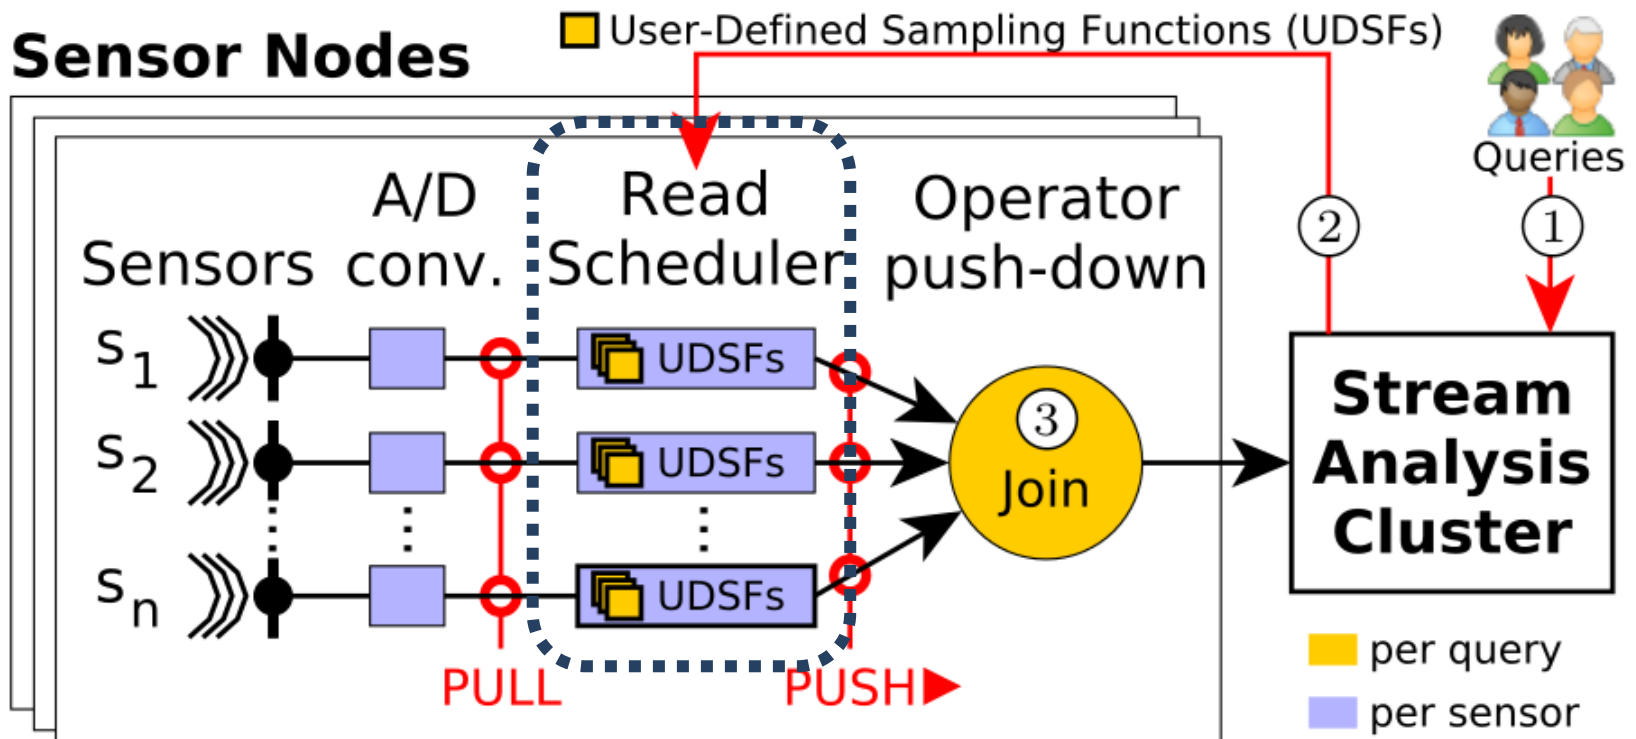 User-Defined Sampling Functions (UDSFs)
Sensor Nodes
Queries
2
1
Sensors
A/D
conv.
Read
Scheduler
Operator
push-down
s1
UDSFs
s2
UDSFs
sn
UDSFs
3
Join
Stream
Analysis
Cluster
PULL
PUSH
per query
per sensor